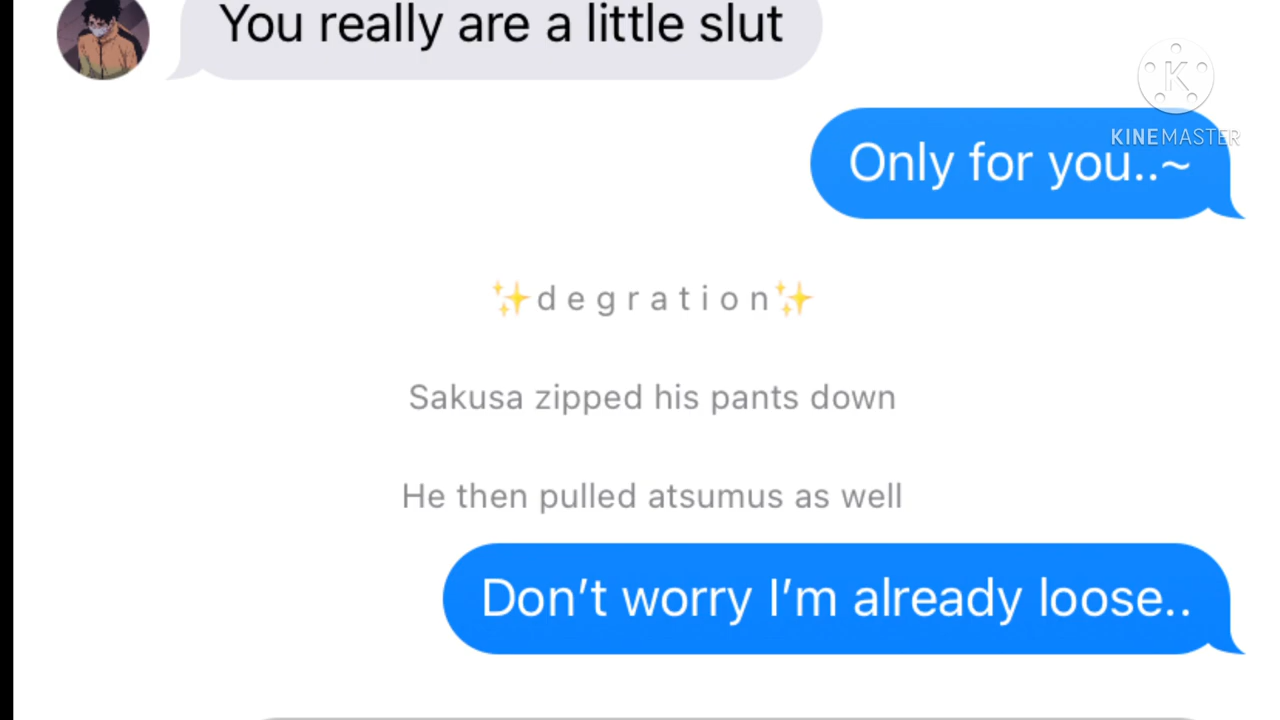 You really are a little slut
K
KINEMASTER
Only for you..~
✨degration✨
Sakusa zipped his pants down
He then pulled atsumus as well
Don’t worry I’m already loose..